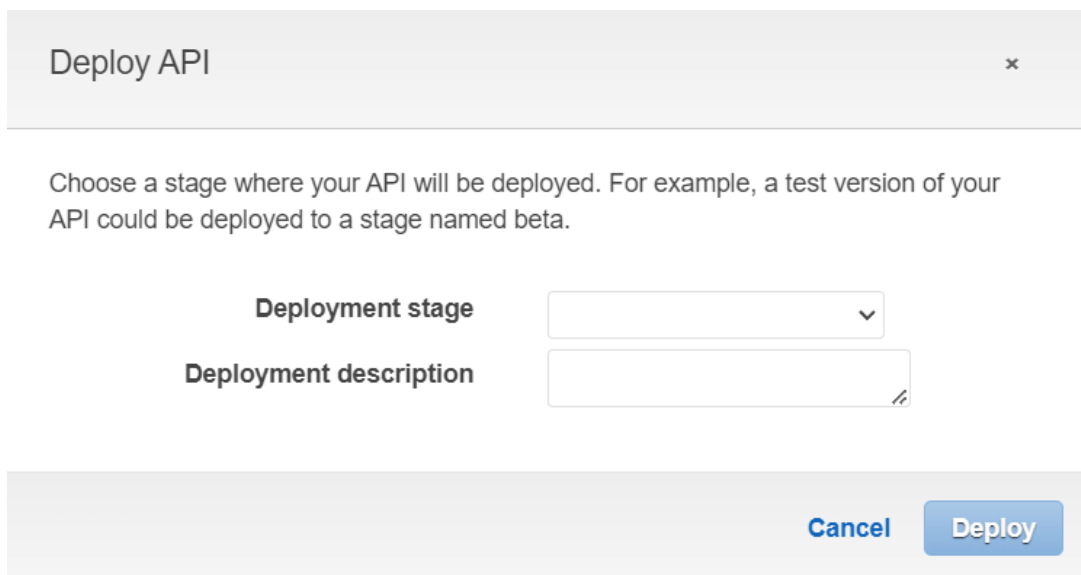 Deploy API
×
Choose a stage where your API will be deployed. For example, a test version of your
API could be deployed to a stage named beta.
Deployment stage
Deployment description
Cancel
Deploy